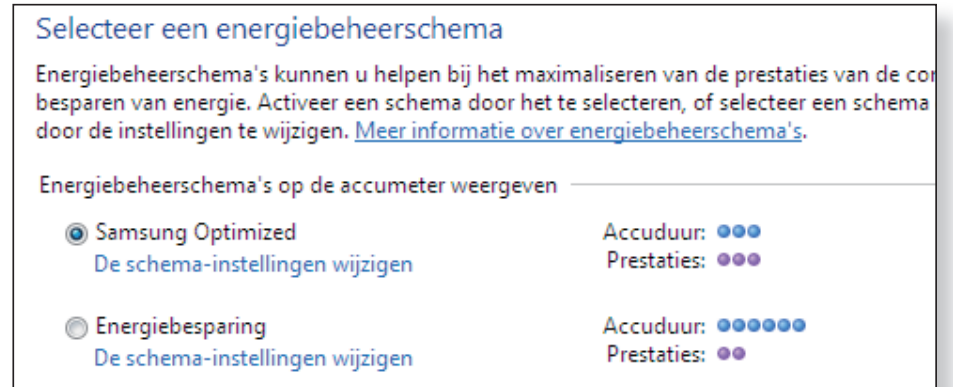 Selecteer een energiebeheerschema
Energiebeheerschema's kunnen u helpen bij het maximaliseren van de prestaties van de
besparen van energie. Activeer een schema door het te selecteren, of selecteer een schema
door de instellingen te wijzigen. Meer informatie over energiebeheerschema's.
Energiebeheerschema's op de accumeter weergeven
Samsung Optimized Accuduur:
De schema-instellingen wijzigen Prestaties:
Energiebesparing Accuduur:
De schema-instellingen wijzigen Prestaties: